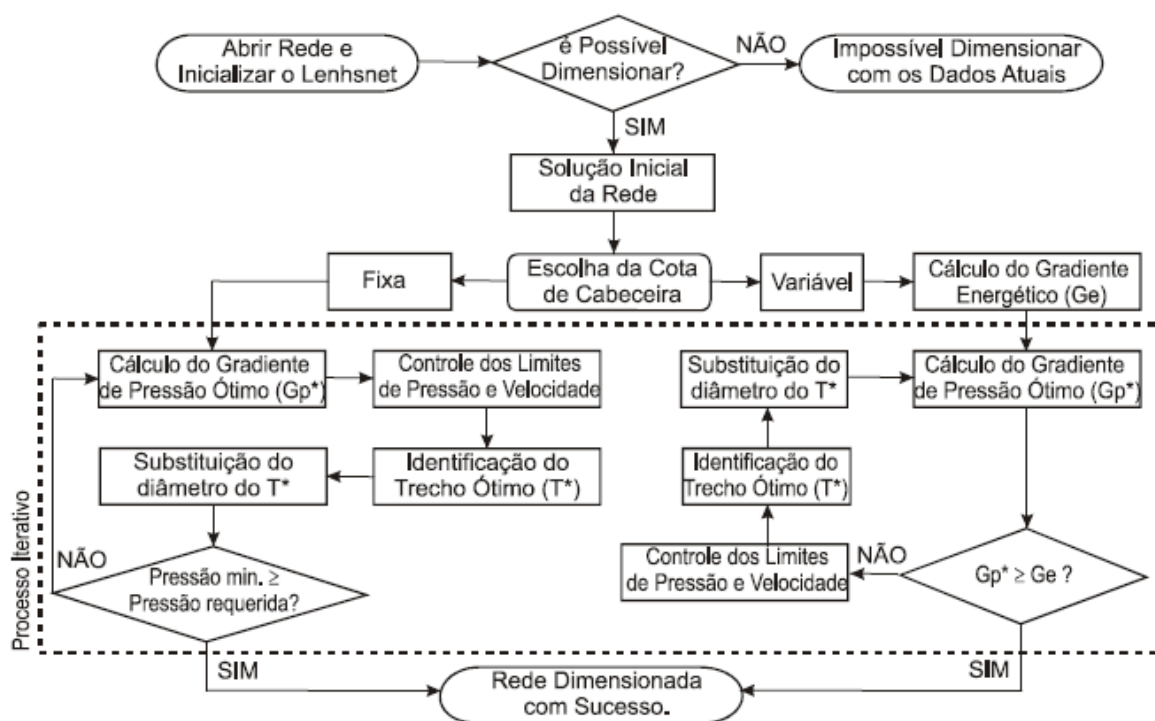 Abrir Rede e
Inicializar o Lenhsnet
é Possível
Dimensionar?
NÃO
Impossível Dimensionar
com os Dados Atuais
SIM
Solução Inicial
da Rede
Fixa
Escolha da Cota
de Cabeceira
Variável
Cálculo do Gradiente
Energético (Ge)
Cálculo do Gradiente
de Pressão Ótimo (Gp*)
Controle dos Limites
de Pressão e Velocidade
Substituição do
diâmetro do T*
Identificação do
Trecho Ótimo (T*)
NÃO
Pressão min. ≥
Pressão requerida?
Processo Iterativo
SIM
Substituição do
diâmetro do T*
Cálculo do Gradiente
de Pressão Ótimo (Gp*)
Identificação do
Trecho Ótimo (T*)
Controle dos Limites
de Pressão e Velocidade
NÃO
Gp* ≥ Ge ?
SIM
Rede Dimensionada
com Sucesso.